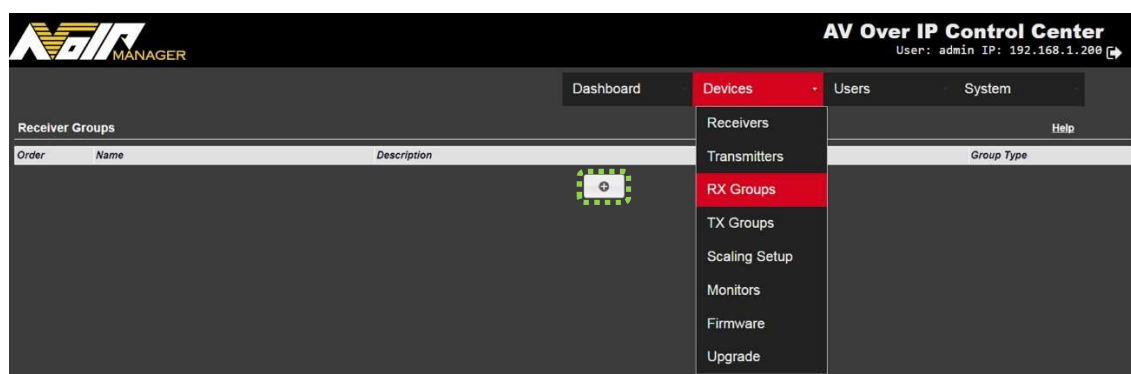 AVoIP MANAGER
AV Over IP Control Center
User: admin IP: 192.168.1.200
Dashboard Devices Users System
Receiver Groups Receivers Help
Order Name Description Transmitters Group Type
RX Groups
TX Groups
Scaling Setup
Monitors
Firmware
Upgrade